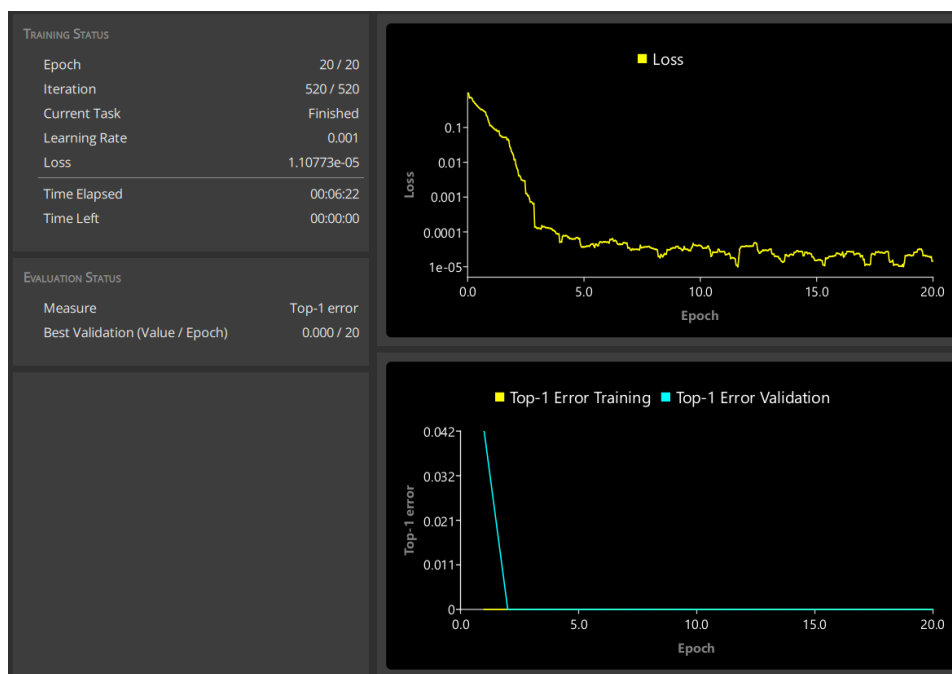 Training Status
Epoch 20 / 20
Iteration 520 / 520
Current Task Finished
Learning Rate 0.001
Loss 1.10773e-05
Time Elapsed 00:06:22
Time Left 00:00:00
Evaluation Status
Measure Top-1 error
Best Validation (Value / Epoch) 0.000 / 20
Loss
0.1
0.01
0.001
0.0001
1e-05
Loss
0.0 5.0 10.0 15.0 20.0
Epoch
Top-1 Error Training Top-1 Error Validation
0.042
0.032
0.021
0.011
0
Top-1 error
0.0 5.0 10.0 15.0 20.0
Epoch